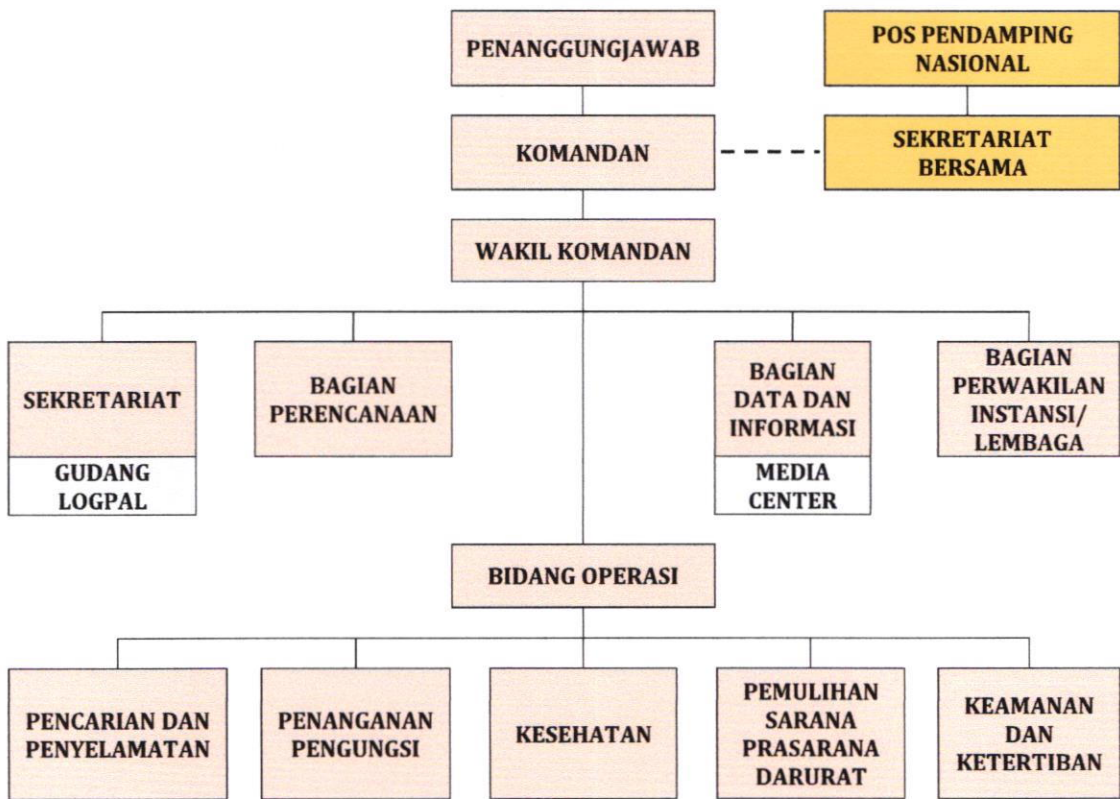 PENANGGUNGJAWAB
POS PENDAMPING
NASIONAL
KOMANDAN
SEKRETARIAT
BERSAMA
WAKIL KOMANDAN
SEKRETARIAT
GUDANG
LOGPAL
BAGIAN
PERENCANAAN
BAGIAN
DATA DAN
INFORMASI
MEDIA
CENTER
BAGIAN
PERWAKILAN
INSTANSI/
LEMBAGA
BIDANG OPERASI
PENCARIAN DAN
PENYELAMATAN
PENANGANAN
PENGUNGSI
KESEHATAN
PEMULIHAN
SARANA
PRASARANA
DARURAT
KEAMANAN
DAN
KETERTIBAN